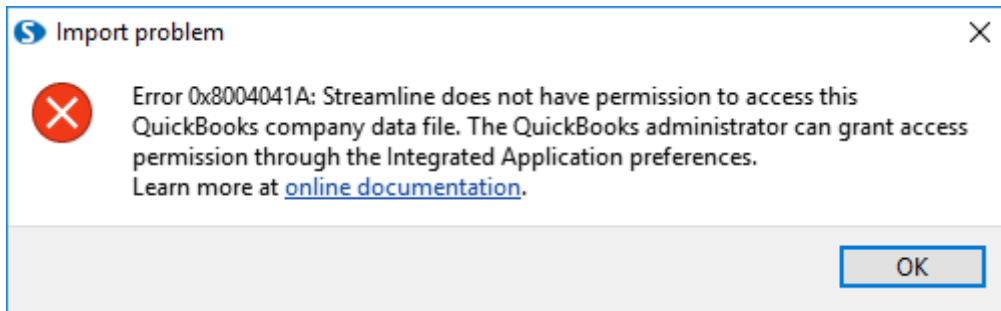 Import problem
Error 0x8004041A: Streamline does not have permission to access this
QuickBooks company data file. The QuickBooks administrator can grant access
permission through the Integrated Application preferences.
Learn more at online documentation.
OK